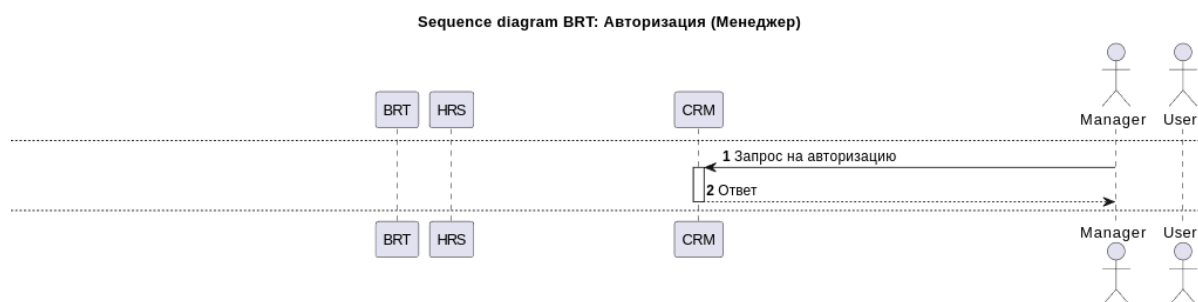 Sequence diagram BRT: Авторизация (Менеджер)
BRT HRS CRM Manager User
1 Запрос на авторизацию
2 Ответ
BRT HRS CRM Manager User